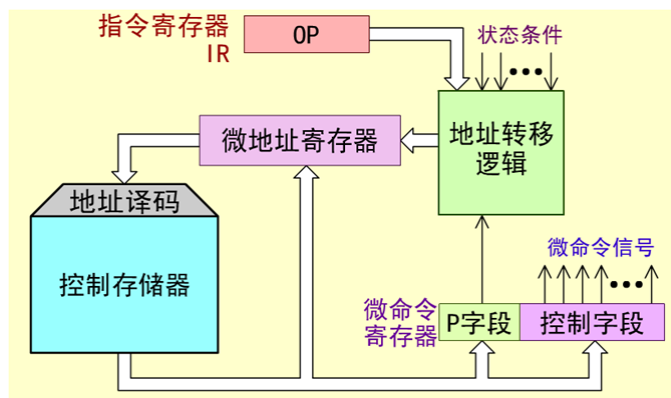 指令寄存器
IR
OP
状态条件
•••
微地址寄存器
地址转移
逻辑
地址译码
控制存储器
微命令信号
•••
微命令
寄存器
P字段
控制字段